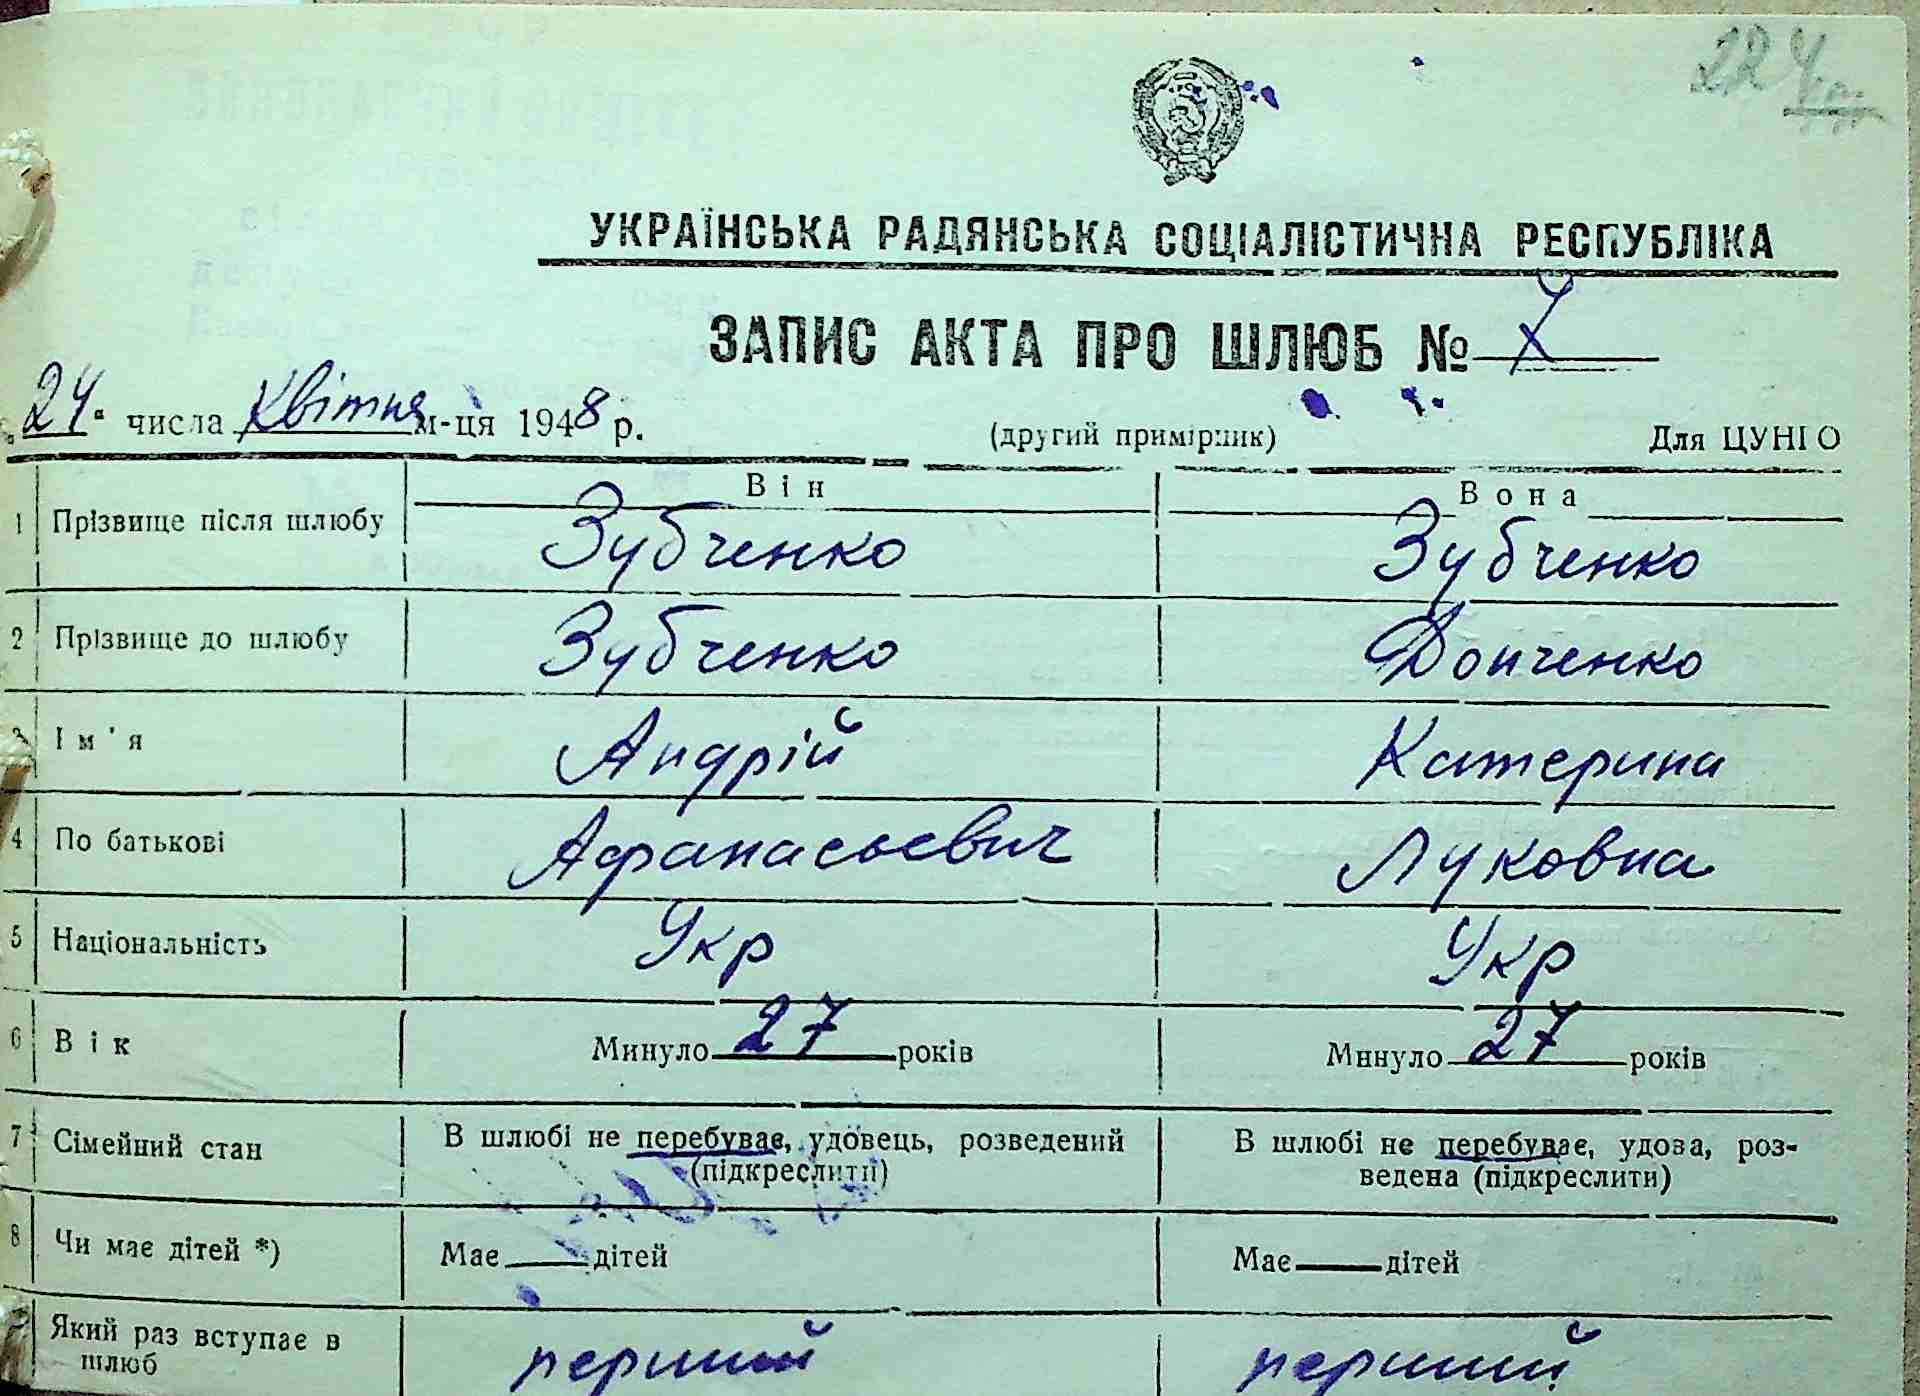 224
УКРАЇНСЬКА РАДЯНСЬКА СОЦІАЛІСТИЧНА РЕСПУБЛІКА
ЗАПИС АКТА ПРО ШЛЮБ №
„24" числа Квітня м-ця 1948 р. (другий примірник) Для ЦУНГО
Він Вона
1 Прізвище після шлюбу Зубченко Зубченко
2 Прізвище до шлюбу Зубченко Донченко
3 Ім'я Андрій Катерина
4 По батькові Афанасьевич Луковна
5 Національність Укр Укр
6 Вік Минуло 27 років Минуло 27 років
7 Сімейний стан В шлюбі не перебуває, удовець, розведений В шлюбі не перебуває, удова, роз-
(підкреслити) ведена (підкреслити)
8 Чи має дітей *) Має — дітей Має — дітей
Який раз вступає в перший перший
шлюб